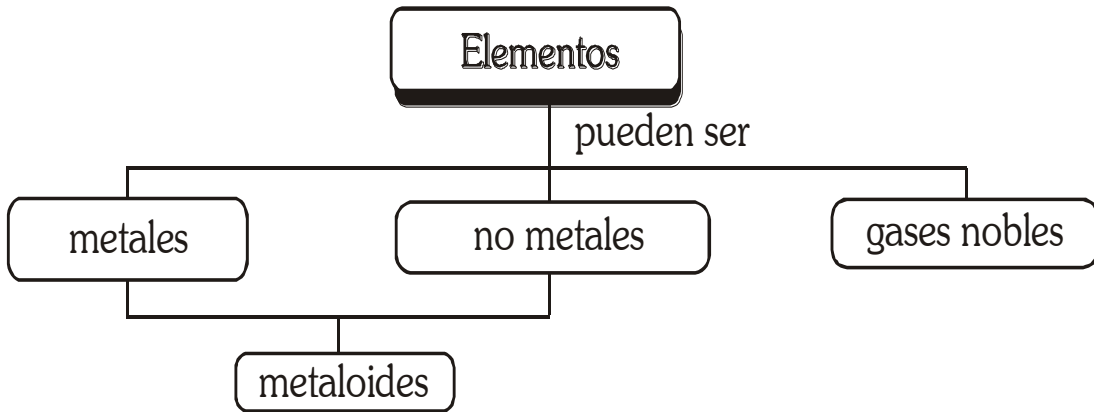 Elementos
pueden ser
metales
no metales
gases nobles
metaloides